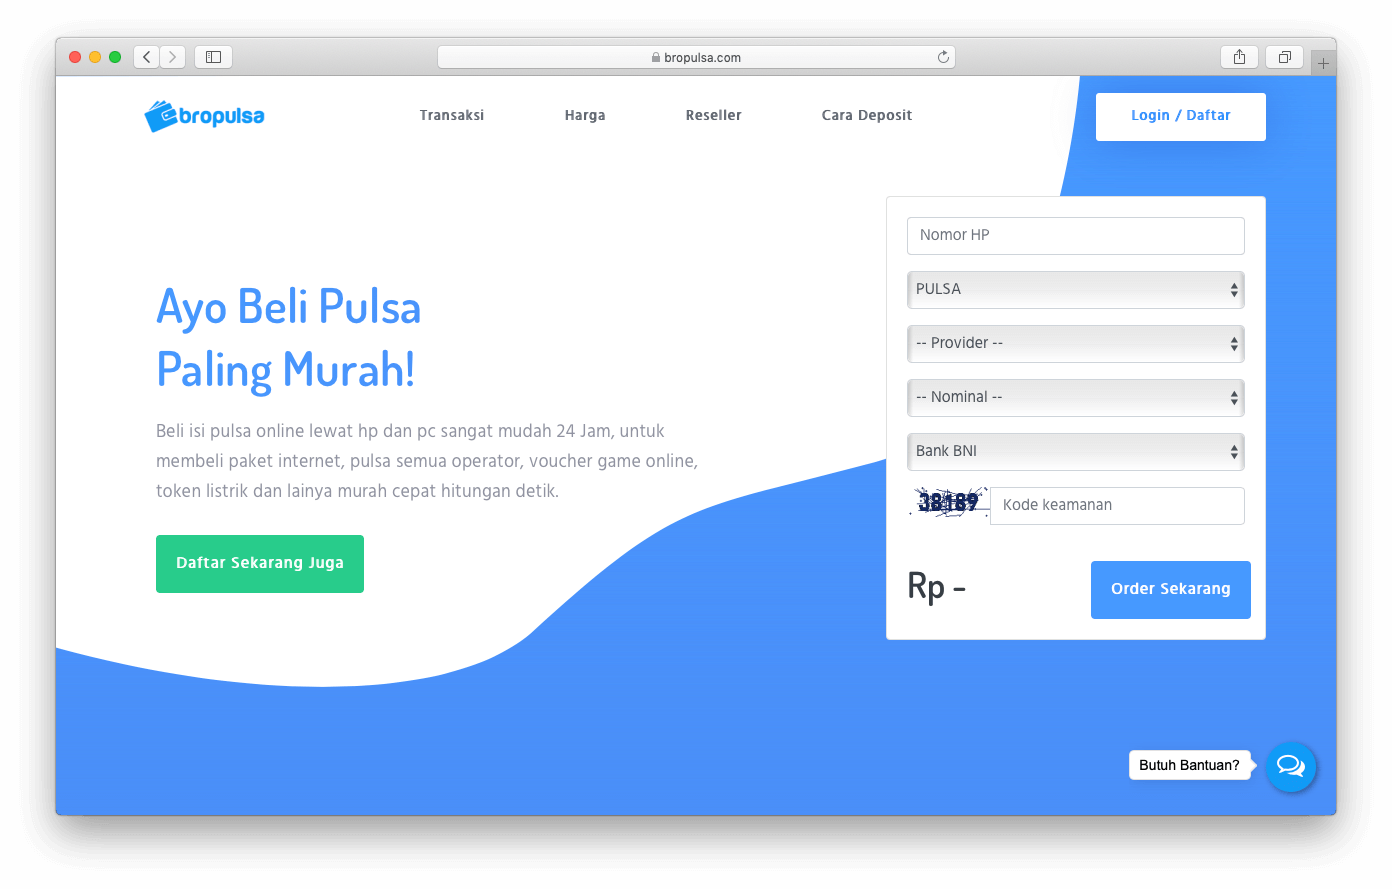 bropulsa.com
bropulsa
Transaksi
Harga
Reseller
Cara Deposit
Login / Daftar
Ayo Beli Pulsa
Paling Murah!
Beli isi pulsa online lewat hp dan pc sangat mudah 24 Jam, untuk
membeli paket internet, pulsa semua operator, voucher game online,
token listrik dan lainya murah cepat hitungan detik.
Daftar Sekarang Juga
Nomor HP
PULSA
-- Provider --
-- Nominal --
Bank BNI
38189
Kode keamanan
Rp -
Order Sekarang
Butuh Bantuan?